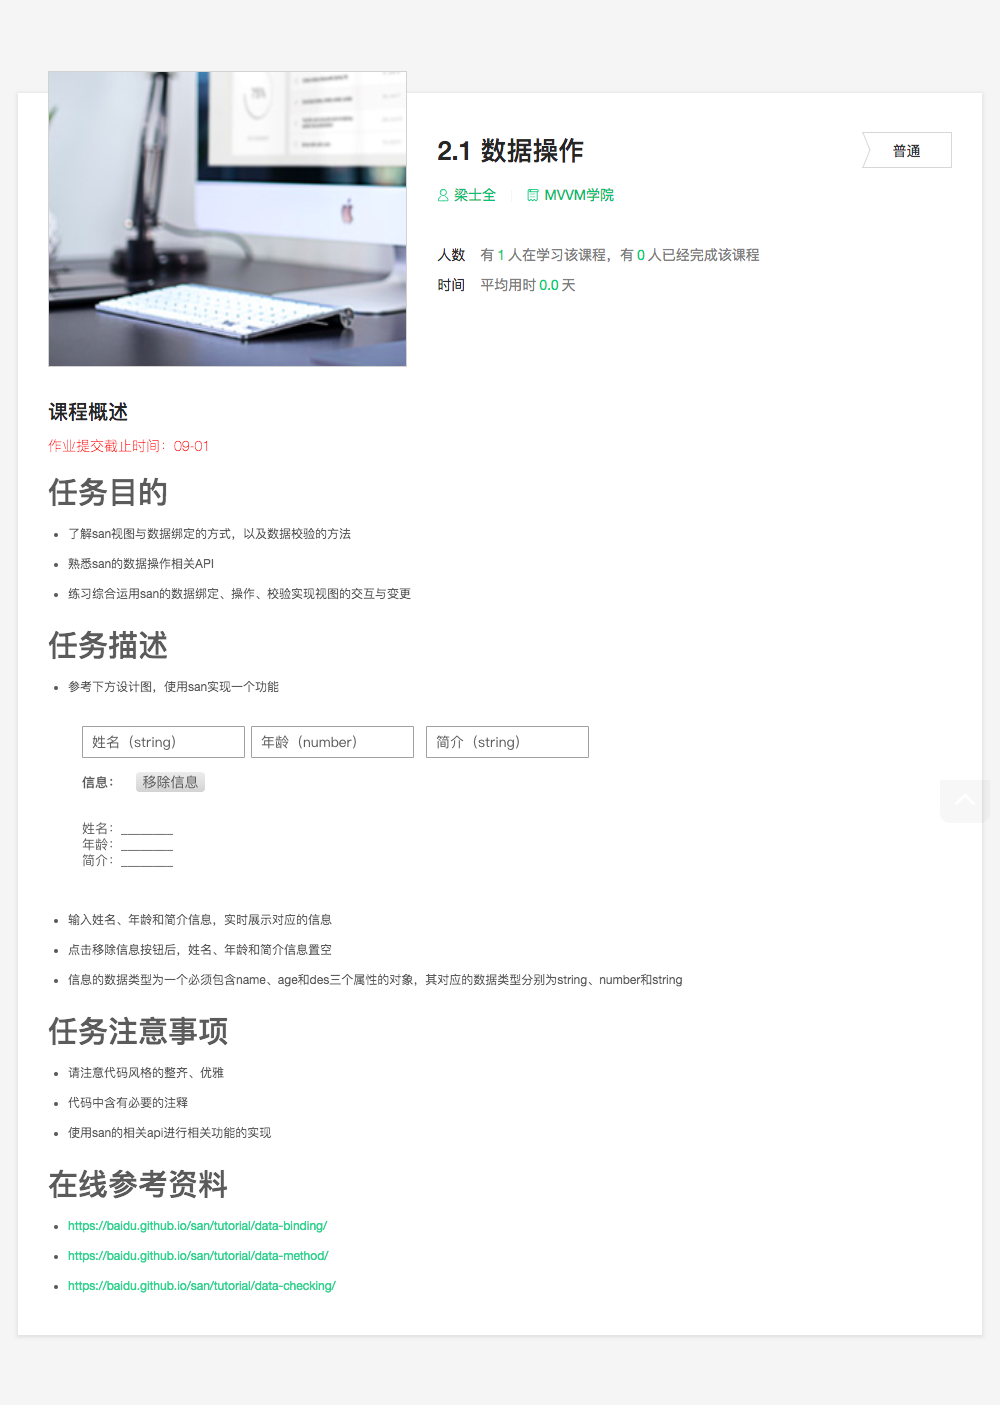 2.1 数据操作
普通
梁士全 MVVM学院
人数 有 1 人在学习该课程，有 0 人已经完成该课程
时间 平均用时 0.0 天
课程概述
作业提交截止时间：09-01
任务目的
了解san视图与数据绑定的方式，以及数据校验的方法
熟悉san的数据操作相关API
练习综合运用san的数据绑定、操作、校验实现视图的交互与变更
任务描述
参考下方设计图，使用san实现一个功能
姓名（string） 年龄（number） 简介（string）
信息： 移除信息
姓名：________
年龄：________
简介：________
输入姓名、年龄和简介信息，实时展示对应的信息
点击移除信息按钮后，姓名、年龄和简介信息置空
信息的数据类型为一个必须包含name、age和des三个属性的对象，其对应的数据类型分别为string、number和string
任务注意事项
请注意代码风格的整齐、优雅
代码中含有必要的注释
使用san的相关api进行相关功能的实现
在线参考资料
https://baidu.github.io/san/tutorial/data-binding/
https://baidu.github.io/san/tutorial/data-method/
https://baidu.github.io/san/tutorial/data-checking/